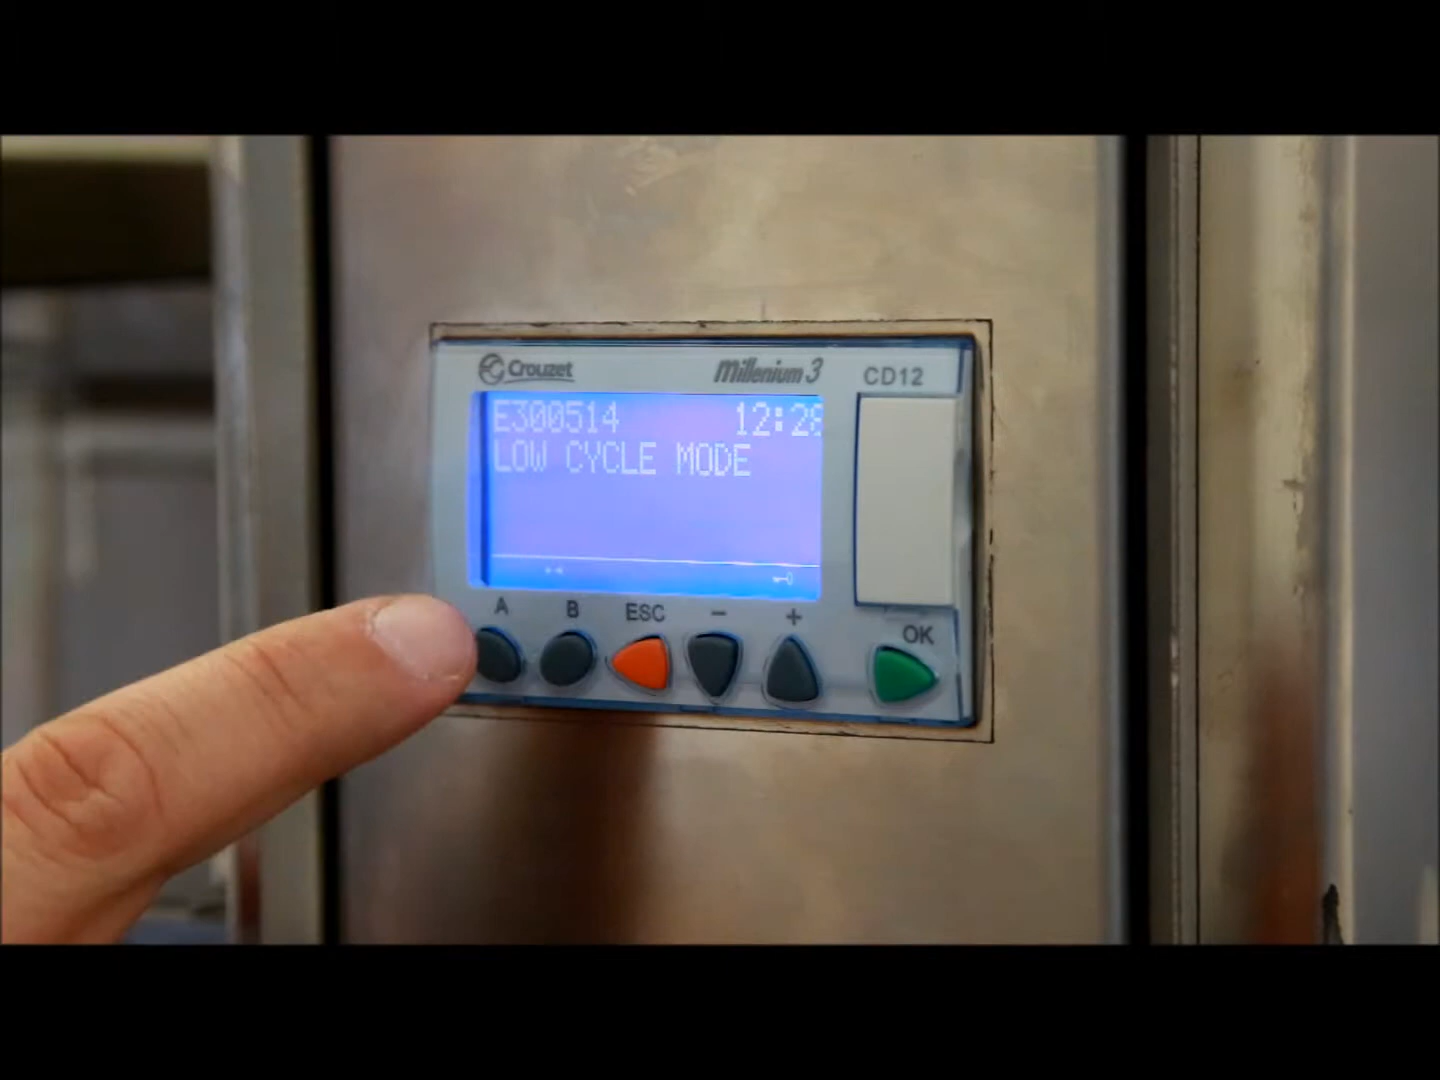 Crouzet Millenium 3 CD12
E300514 12:28
LOW CYCLE MODE
A B ESC - +
OK